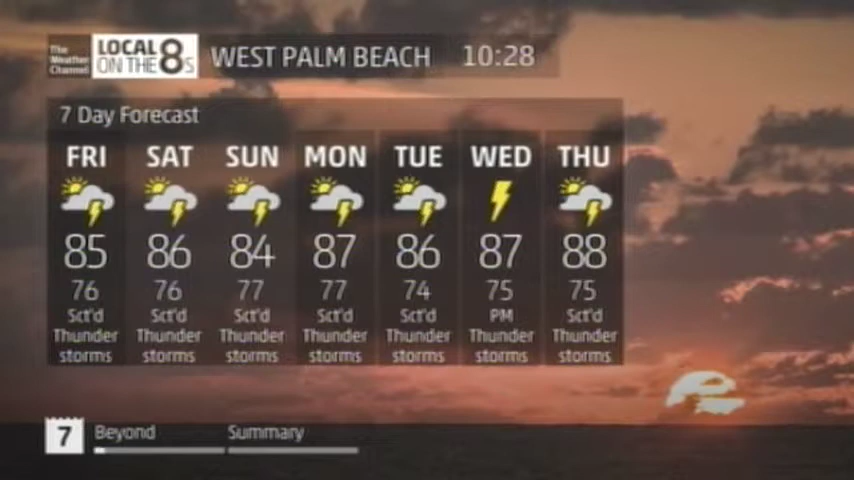 The Weather Channel
LOCAL ON THE 8s
WEST PALM BEACH 10:28
7 Day Forecast
FRI SAT SUN MON TUE WED THU
85 86 84 87 86 87 88
76 76 77 77 74 75 75
Sct'd Sct'd Sct'd Sct'd Sct'd PM Sct'd
Thunder Thunder Thunder Thunder Thunder Thunder Thunder
storms storms storms storms storms storms storms
7 Beyond Summary